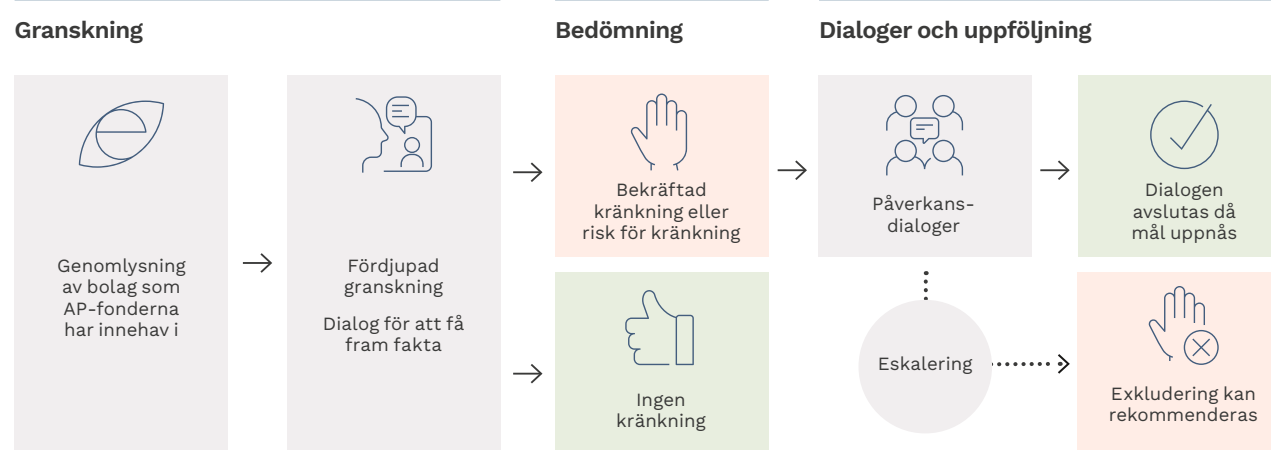 Granskning
Bedömning
Dialoger och uppföljning
Genomlysning
av bolag som
AP-fonderna
har innehav i
Fördjupad
granskning
Dialog för att få
fram fakta
Bekräftad
kränkning eller
risk för kränkning
Ingen
kränkning
Påverkans-
dialoger
Dialogen
avslutas då
mål uppnås
Eskalering
Exkludering kan
rekommenderas